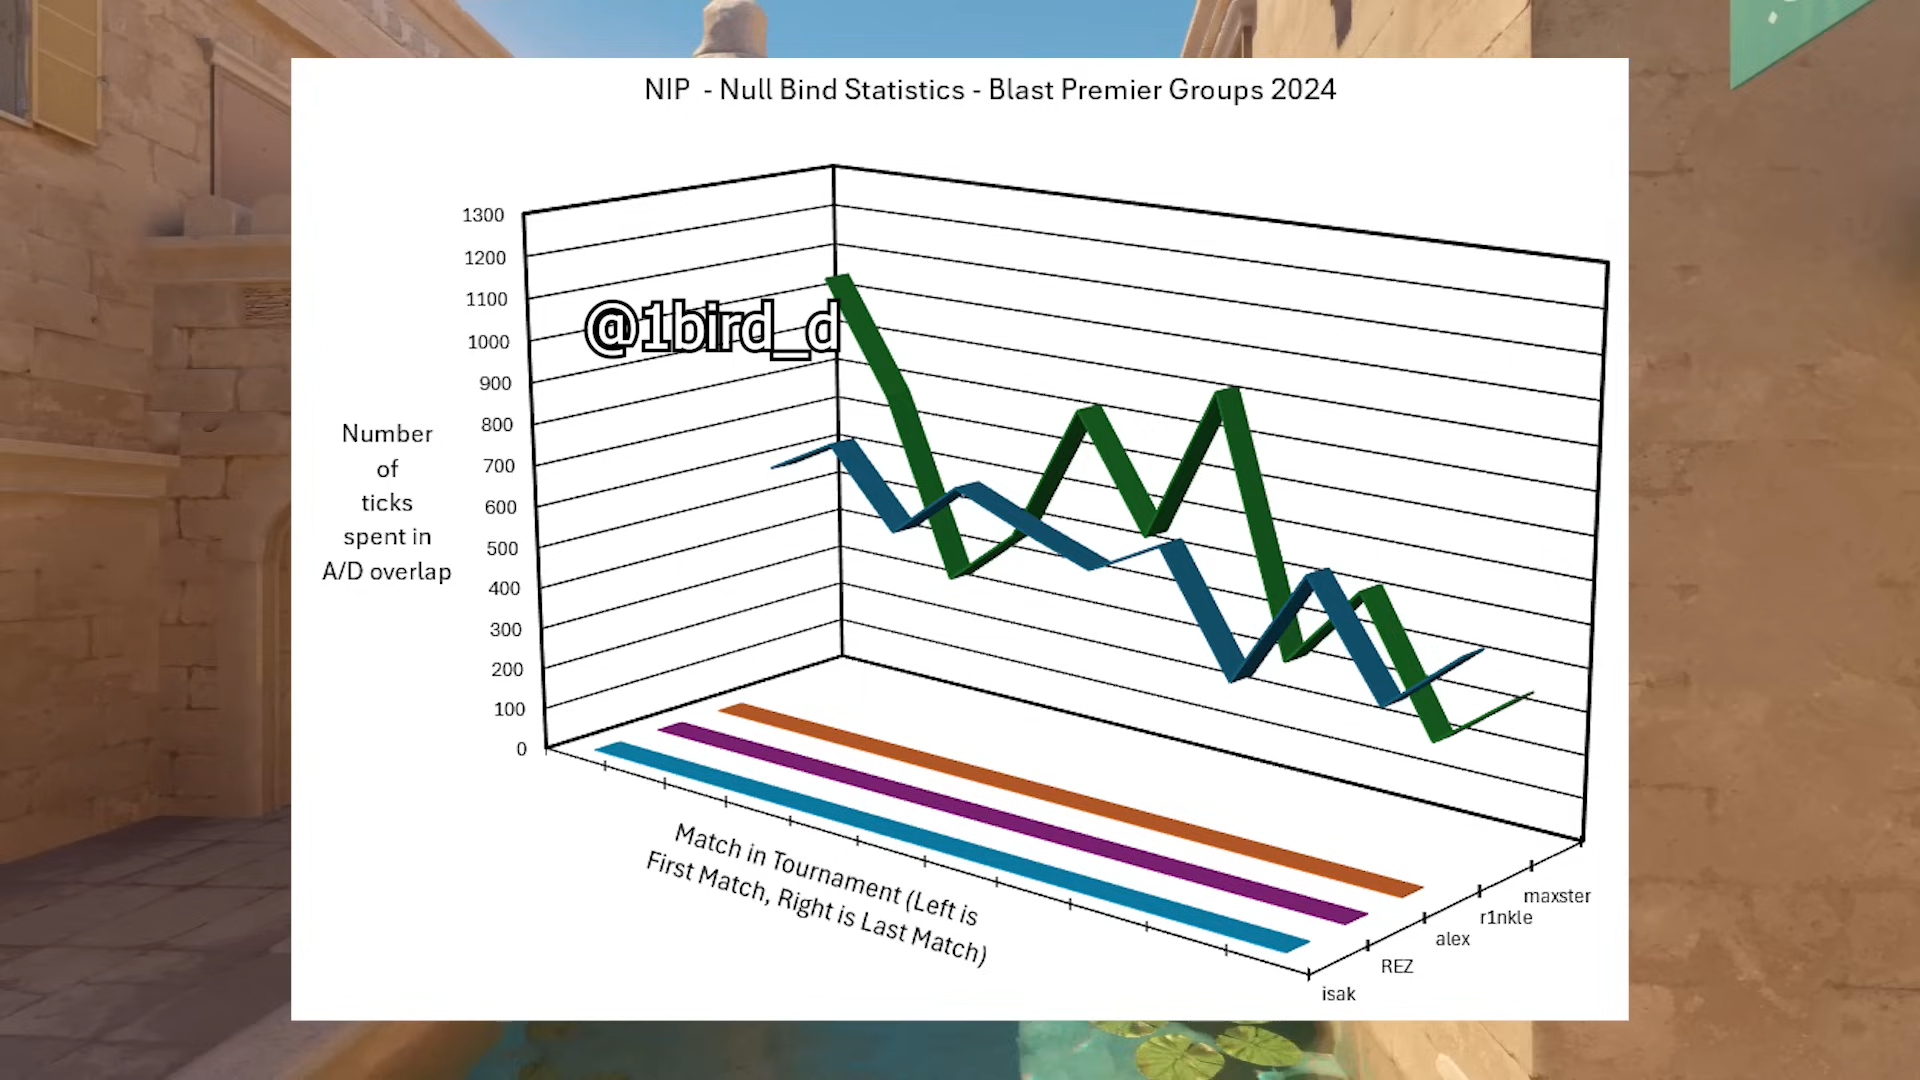 NIP - Null Bind Statistics - Blast Premier Groups 2024
1300
1200
1100
1000
900
800
700
600
500
400
300
200
100
0
Number
of
ticks
spent in
A/D overlap
@1bird_d
Match in Tournament (Left is
First Match, Right is Last Match)
maxster
r1nkle
alex
REZ
isak